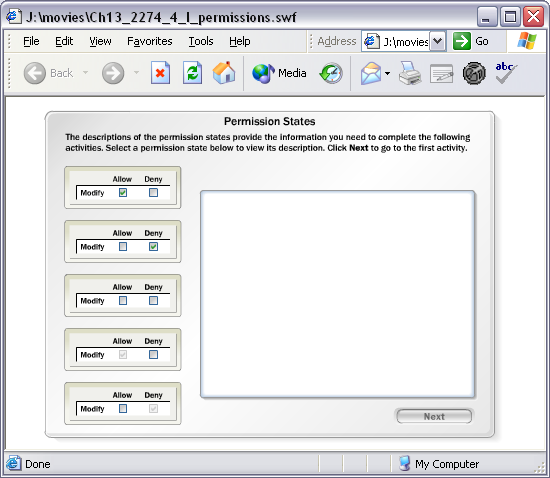 J:\movies\Ch13_2274_4_l_permissions.swf
File Edit View Favorites Tools Help Address J:\movies Go
Back Media abc
Permission States
The descriptions of the permission states provide the information you need to complete the following
activities. Select a permission state below to view its description. Click Next to go to the first activity.
Allow Deny
Modify
Allow Deny
Modify
Allow Deny
Modify
Allow Deny
Modify
Allow Deny
Modify
Next
Done My Computer